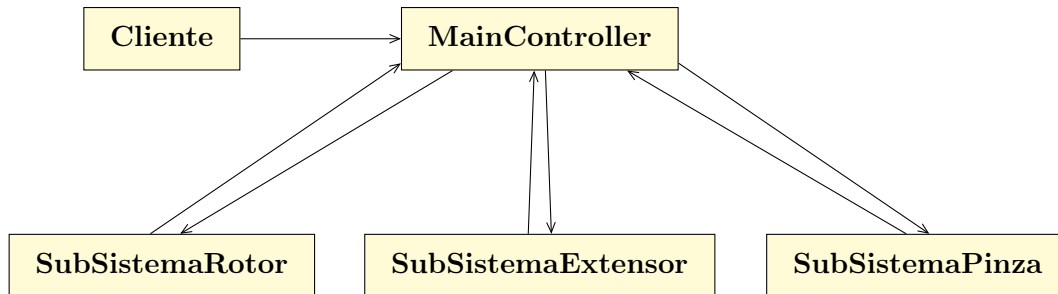 Cliente
MainController
SubSistemaRotor
SubSistemaExtensor
SubSistemaPinza